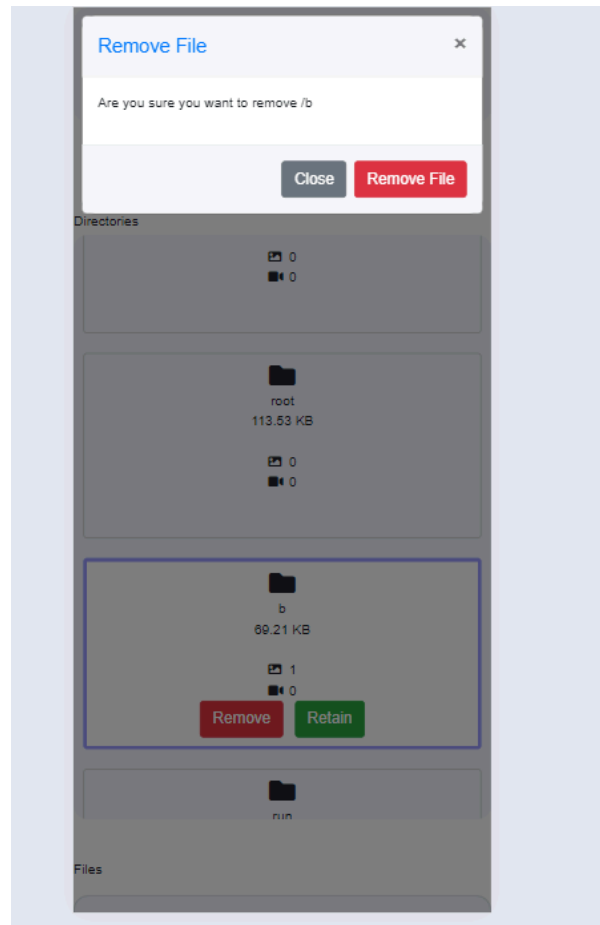 Remove File ×
Are you sure you want to remove /b
Close Remove File
Directories
0
0
root
113.53 KB
0
0
b
69.21 KB
1
0
Remove Retain
run
Files